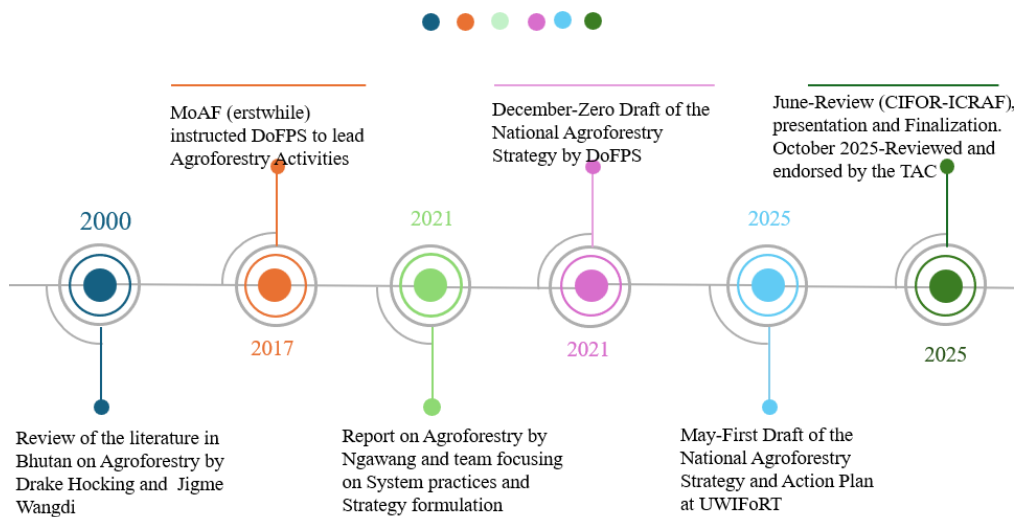 MoAF (erstwhile)
instructed DoFPS to lead
Agroforestry Activities
December-Zero Draft of the
National Agroforestry
Strategy by DoFPS
June-Review (CIFOR-ICRAF),
presentation and Finalization.
October 2025-Reviewed and
endorsed by the TAC
2000
2017
2021
2021
2025
2025
Review of the literature in
Bhutan on Agroforestry by
Drake Hocking and Jigme
Wangdi
Report on Agroforestry by
Ngawang and team focusing
on System practices and
Strategy formulation
May-First Draft of the
National Agroforestry
Strategy and Action Plan
at UWIFoRT